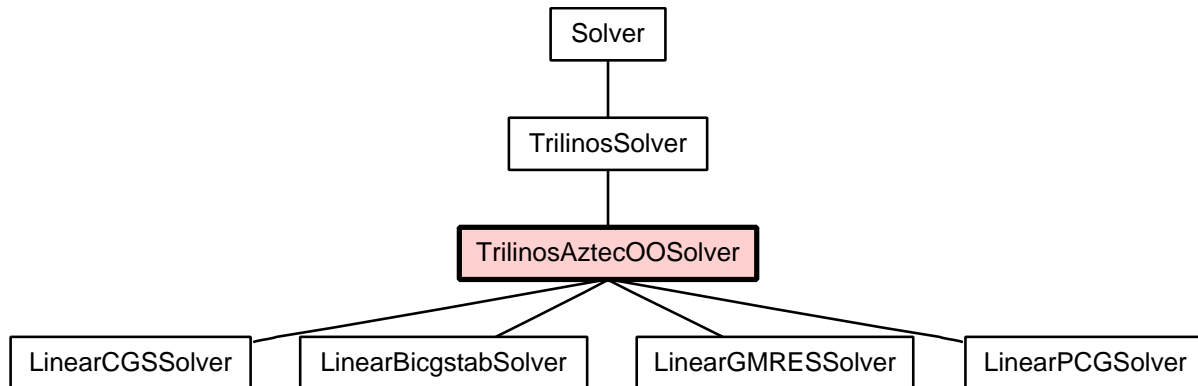 Solver
TrilinosSolver
TrilinosAztecOOSolver
LinearCGSSolver
LinearBicgstabSolver
LinearGMRESSolver
LinearPCGSolver